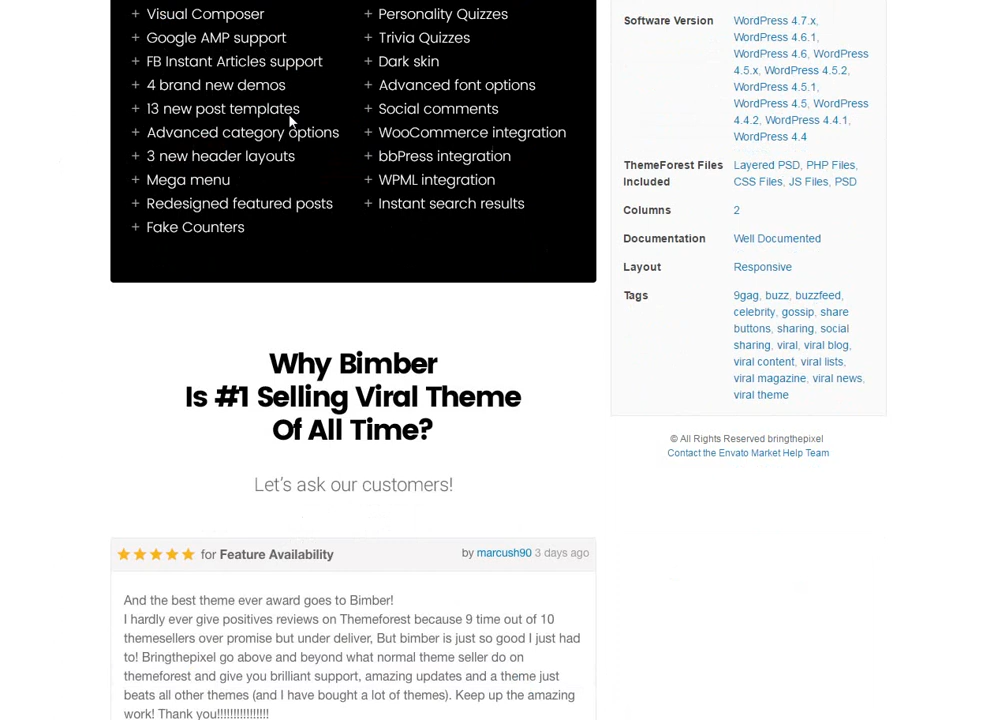 + Visual Composer
+ Google AMP support
+ FB Instant Articles support
+ 4 brand new demos
+ 13 new post templates
+ Advanced category options
+ 3 new header layouts
+ Mega menu
+ Redesigned featured posts
+ Fake Counters
+ Personality Quizzes
+ Trivia Quizzes
+ Dark skin
+ Advanced font options
+ Social comments
+ WooCommerce integration
+ bbPress integration
+ WPML integration
+ Instant search results
Why Bimber
Is #1 Selling Viral Theme
Of All Time?
Let's ask our customers!
for Feature Availability by marcush90 3 days ago
And the best theme ever award goes to Bimber!
I hardly ever give positives reviews on Themeforest because 9 time out of 10
themesellers over promise but under deliver, But bimber is just so good I just had
to! Bringthepixel go above and beyond what normal theme seller do on
themeforest and give you brilliant support, amazing updates and a theme just
beats all other themes (and I have bought a lot of themes). Keep up the amazing
work! Thank you!!!!!!!!!!!!!!!!
Software Version WordPress 4.7.x,
WordPress 4.6.1,
WordPress 4.6, WordPress
4.5.x, WordPress 4.5.2,
WordPress 4.5.1,
WordPress 4.5, WordPress
4.4.2, WordPress 4.4.1,
WordPress 4.4
ThemeForest Files Layered PSD, PHP Files,
Included CSS Files, JS Files, PSD
Columns 2
Documentation Well Documented
Layout Responsive
Tags 9gag, buzz, buzzfeed,
celebrity, gossip, share
buttons, sharing, social
sharing, viral, viral blog,
viral content, viral lists,
viral magazine, viral news,
viral theme
© All Rights Reserved bringthepixel
Contact the Envato Market Help Team